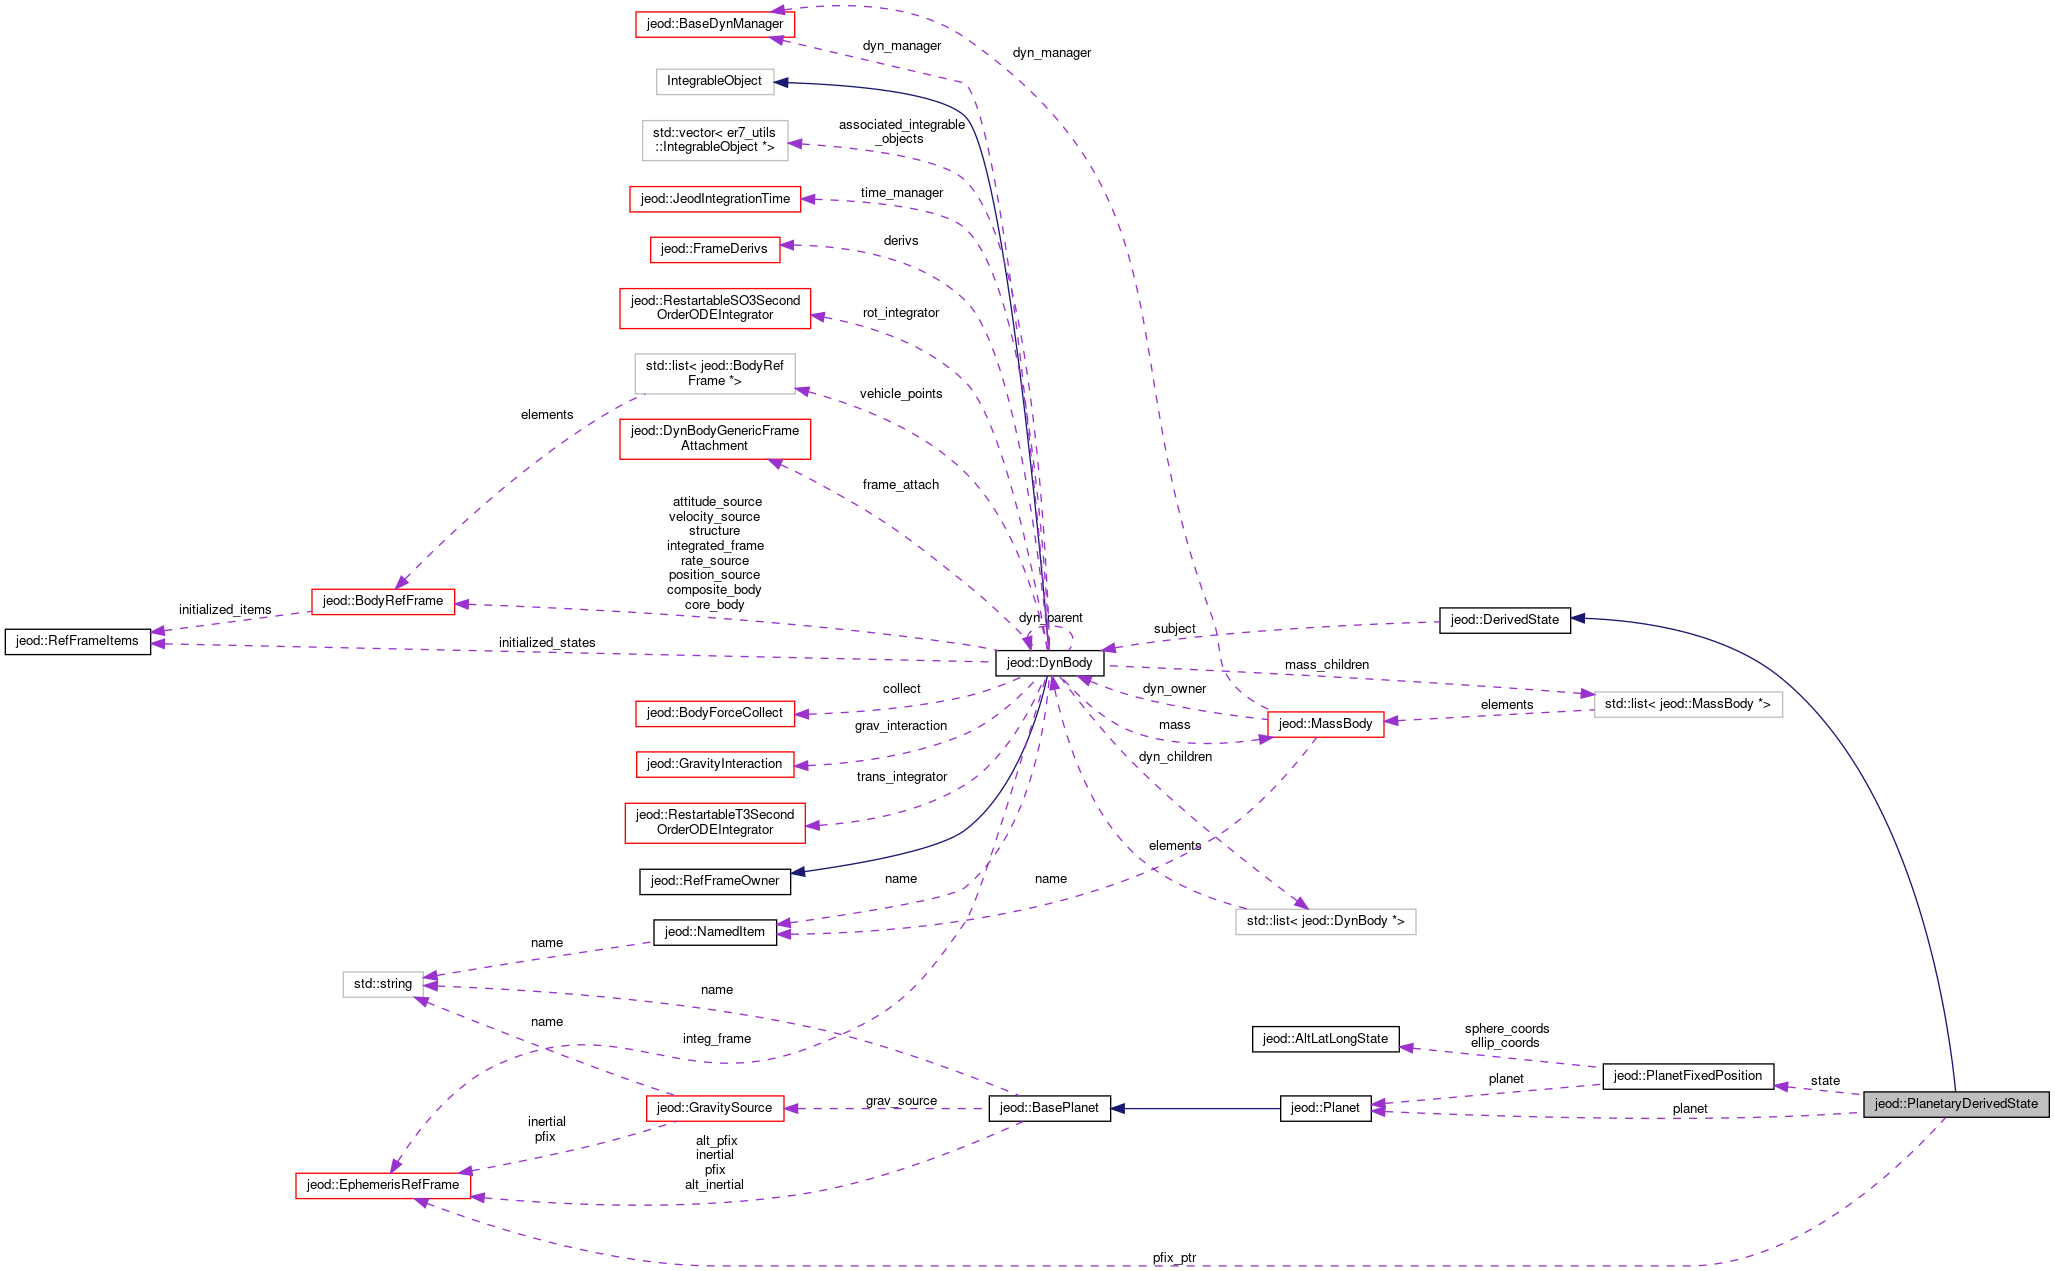 jeod::BaseDynManager
dyn_manager
dyn_manager
IntegrableObject
std::vector< er7_utils
::IntegrableObject *>
associated_integrable
_objects
jeod::JeodIntegrationTime
time_manager
jeod::FrameDerivs
derivs
jeod::RestartableSO3Second
OrderODEIntegrator
rot_integrator
std::list< jeod::BodyRef
Frame *>
vehicle_points
elements
jeod::DynBodyGenericFrame
Attachment
frame_attach
attitude_source
velocity_source
structure
integrated_frame
rate_source
position_source
composite_body
core_body
jeod::BodyRefFrame
initialized_items
jeod::RefFrameItems
initialized_states
dyn_parent
jeod::DynBody
subject
jeod::DerivedState
mass_children
std::list< jeod::MassBody *>
elements
dyn_owner
jeod::MassBody
mass
dyn_children
collect
jeod::BodyForceCollect
grav_interaction
jeod::GravityInteraction
trans_integrator
jeod::RestartableT3Second
OrderODEIntegrator
elements
jeod::RefFrameOwner
name
name
jeod::NamedItem
std::list< jeod::DynBody *>
name
std::string
name
name
integ_frame
jeod::AltLatLongState
sphere_coords
ellip_coords
jeod::PlanetFixedPosition
state
planet
planet
jeod::PlanetaryDerivedState
jeod::GravitySource
grav_source
jeod::BasePlanet
jeod::Planet
inertial
pfix
alt_pfix
inertial
pfix
alt_inertial
jeod::EphemerisRefFrame
pfix_ptr